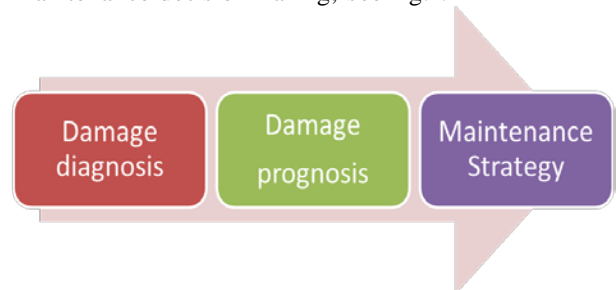 Damage
diagnosis
Damage
prognosis
Maintenance
Strategy